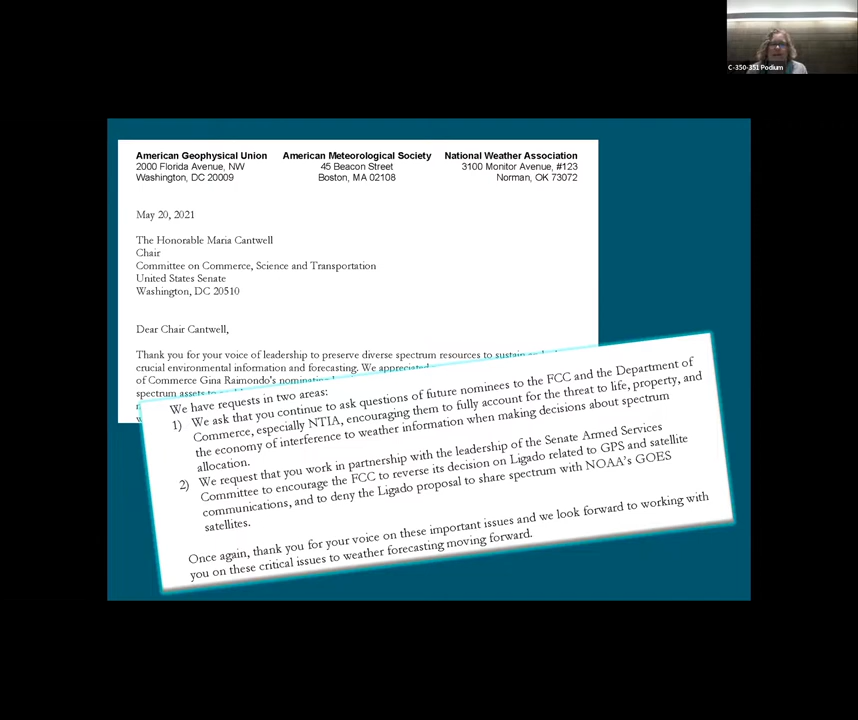 C-350-351 Podium
American Geophysical Union
2000 Florida Avenue, NW
Washington, DC 20009
American Meteorological Society
45 Beacon Street
Boston, MA 02108
National Weather Association
3100 Monitor Avenue, #123
Norman, OK 73072
May 20, 2021
The Honorable Maria Cantwell
Chair
Committee on Commerce, Science and Transportation
United States Senate
Washington, DC 20510
Dear Chair Cantwell,
Thank you for your voice of leadership to preserve diverse spectrum resources to sustain
crucial environmental information and forecasting. We appreciated
of Commerce Gina Raimondo's
spectrum assets to
We have requests in two areas:
1) We ask that you continue to ask questions of future nominees to the FCC and the Department of
Commerce, especially NTIA, encouraging them to fully account for the threat to life, property, and
the economy of interference to weather information when making decisions about spectrum
allocation.
2) We request that you work in partnership with the leadership of the Senate Armed Services
Committee to encourage the FCC to reverse its decision on Ligado related to GPS and satellite
communications, and to deny the Ligado proposal to share spectrum with NOAA's GOES
satellites.
Once again, thank you for your voice on these important issues and we look forward to working with
you on these critical issues to weather forecasting moving forward.